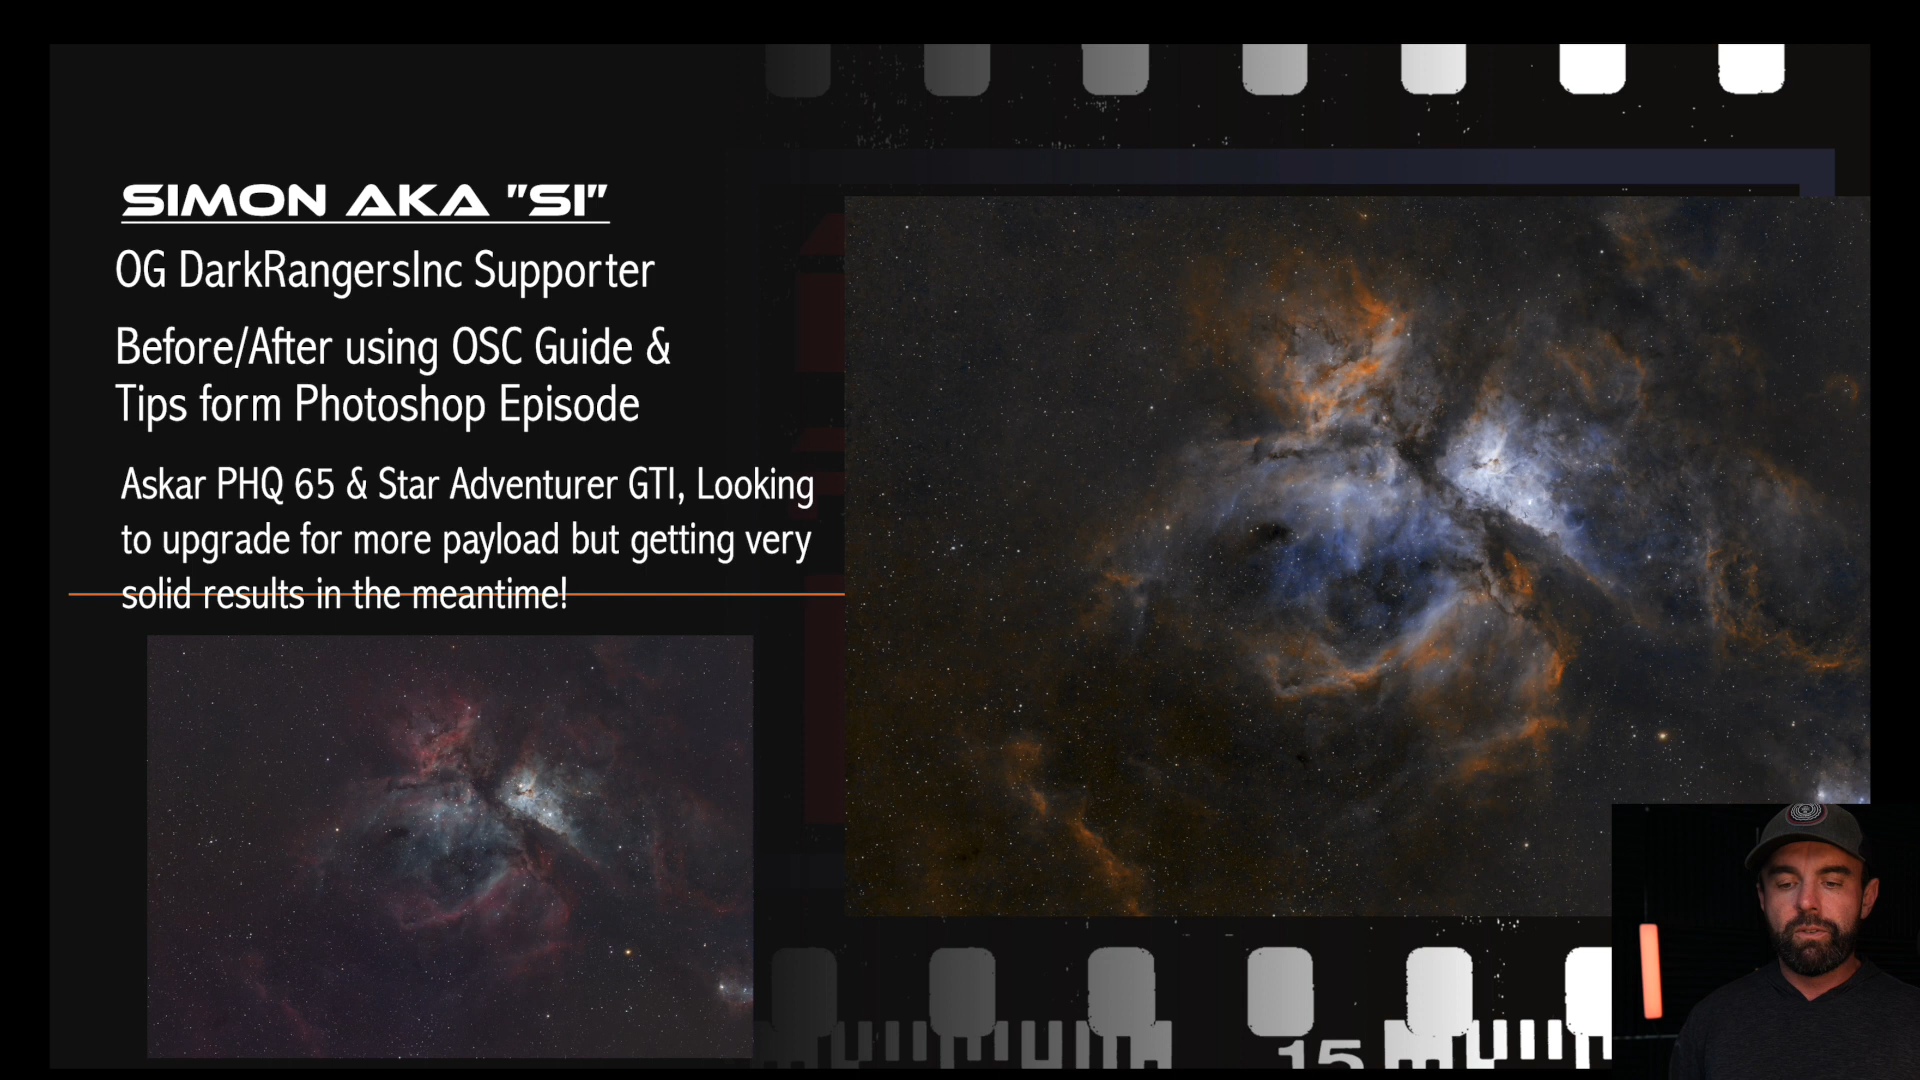 SIMON AKA "SI"
OG DarkRangersInc Supporter
Before/After using OSC Guide &
Tips form Photoshop Episode
Askar PHQ 65 & Star Adventurer GTI, Looking
to upgrade for more payload but getting very
solid results in the meantime!
15